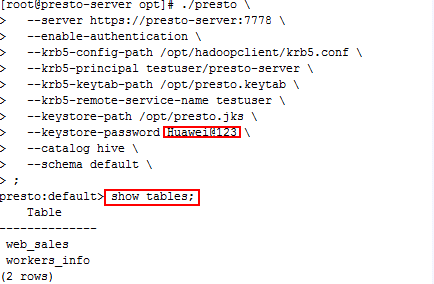 [root@presto-server opt]# ./presto \
>   --server https://presto-server:7778 \
>   --enable-authentication \
>   --krb5-config-path /opt/hadoopclient/krb5.conf \
>   --krb5-principal testuser/presto-server \
>   --krb5-keytab-path /opt/presto.keytab \
>   --krb5-remote-service-name testuser \
>   --keystore-path /opt/presto.jks \
>   --keystore-password Huawei@123 \
>   --catalog hive \
>   --schema default \
> ;
presto:default> show tables;
    Table
--------------
 web_sales
 workers_info
(2 rows)